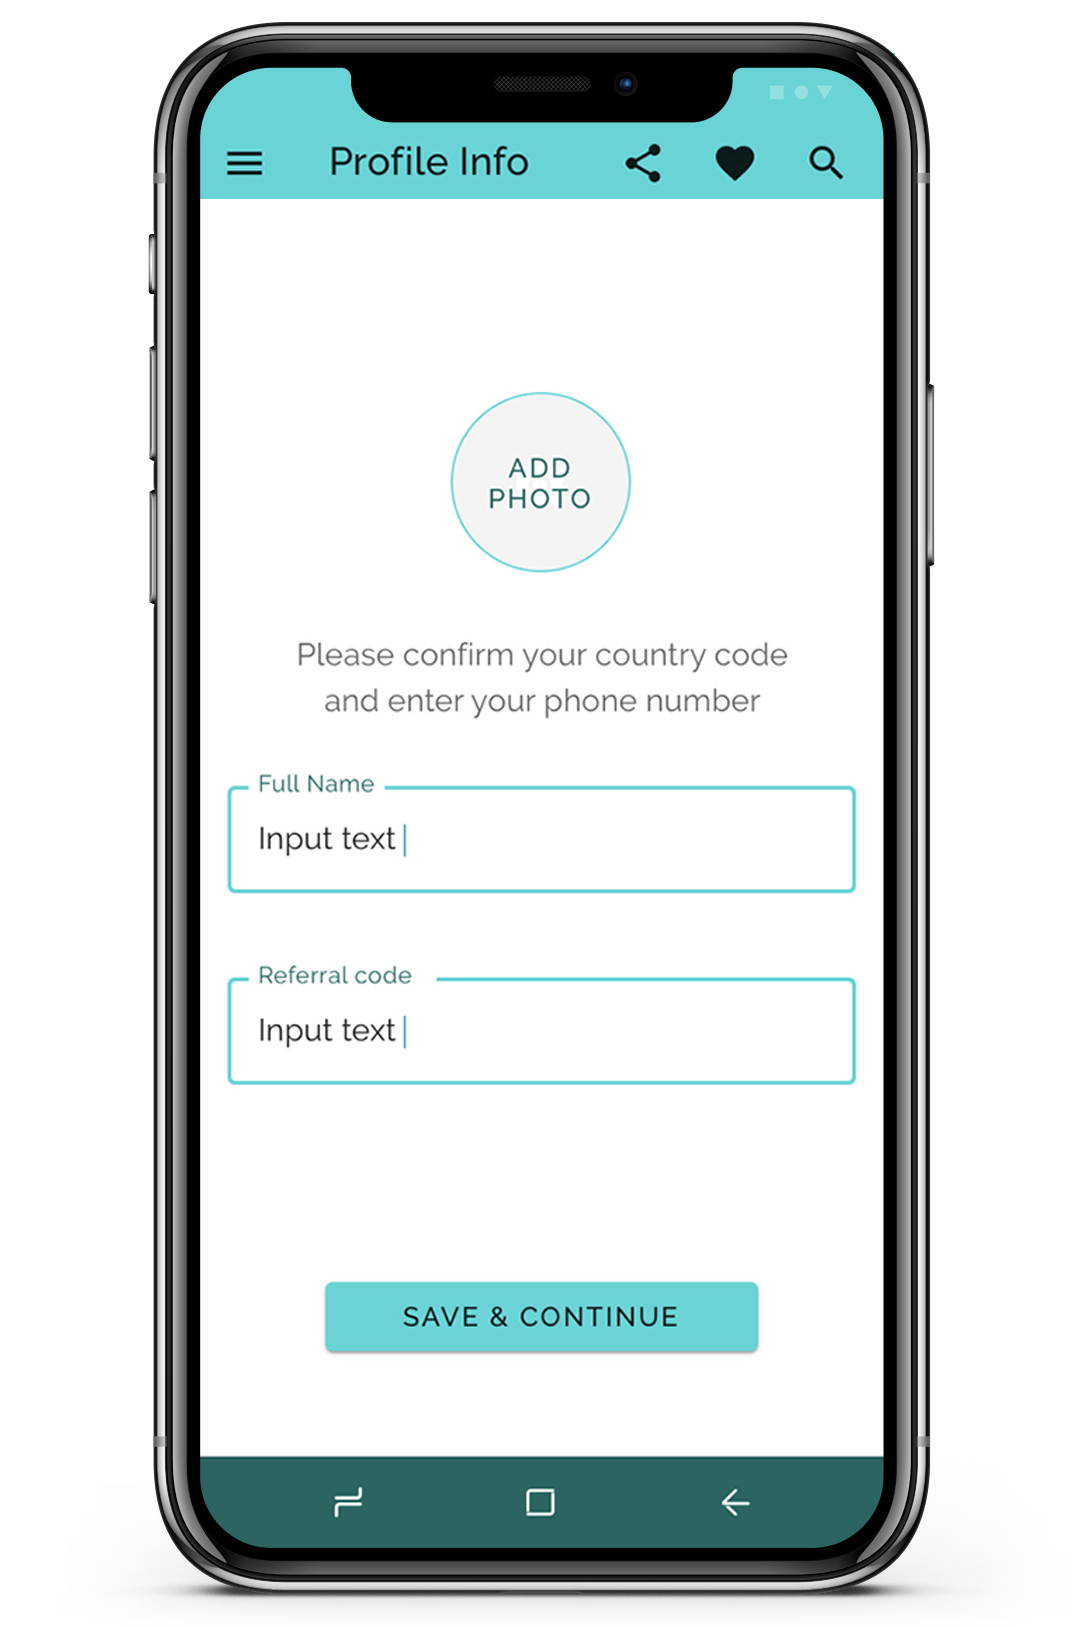 Profile Info
ADD
PHOTO
Please confirm your country code
and enter your phone number
Full Name
Input text
Referral code
Input text
SAVE & CONTINUE